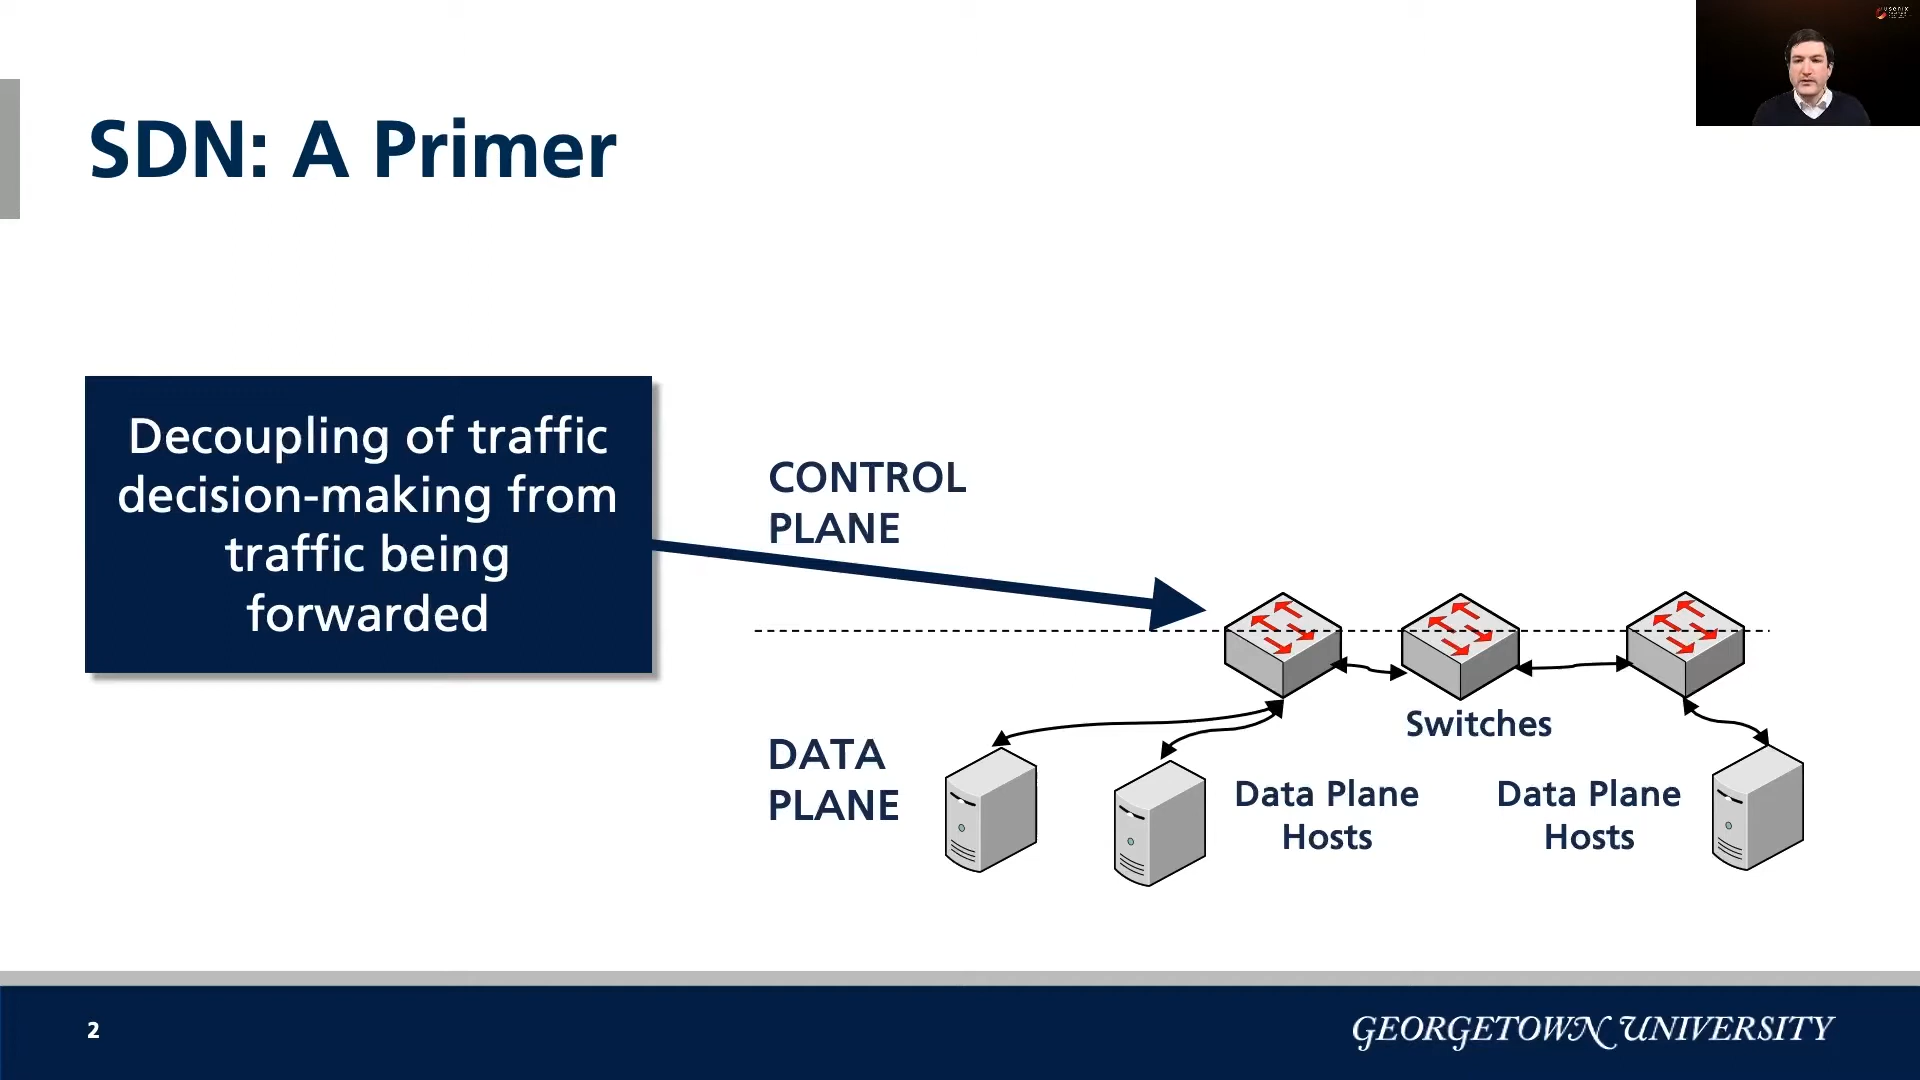 usenix
SDN: A Primer
Decoupling of traffic
decision-making from
traffic being
forwarded
CONTROL
PLANE
Switches
DATA
PLANE
Data Plane
Hosts
Data Plane
Hosts
2
GEORGETOWN UNIVERSITY